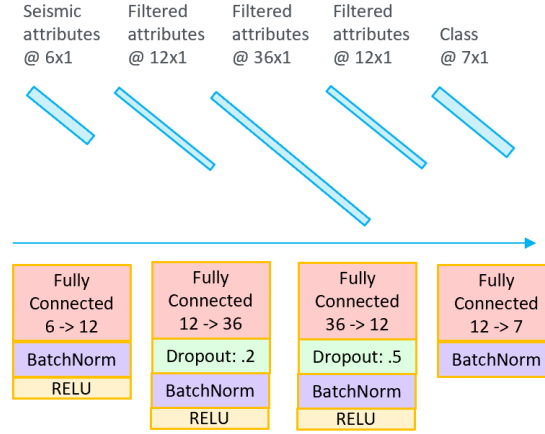 Seismic
attributes
@ 6x1
Filtered
attributes
@ 12x1
Filtered
attributes
@ 36x1
Filtered
attributes
@ 12x1
Class
@ 7x1
Fully
Connected
6 -> 12
BatchNorm
RELU
Fully
Connected
12 -> 36
Dropout: .2
BatchNorm
RELU
Fully
Connected
36 -> 12
Dropout: .5
BatchNorm
RELU
Fully
Connected
12 -> 7
BatchNorm